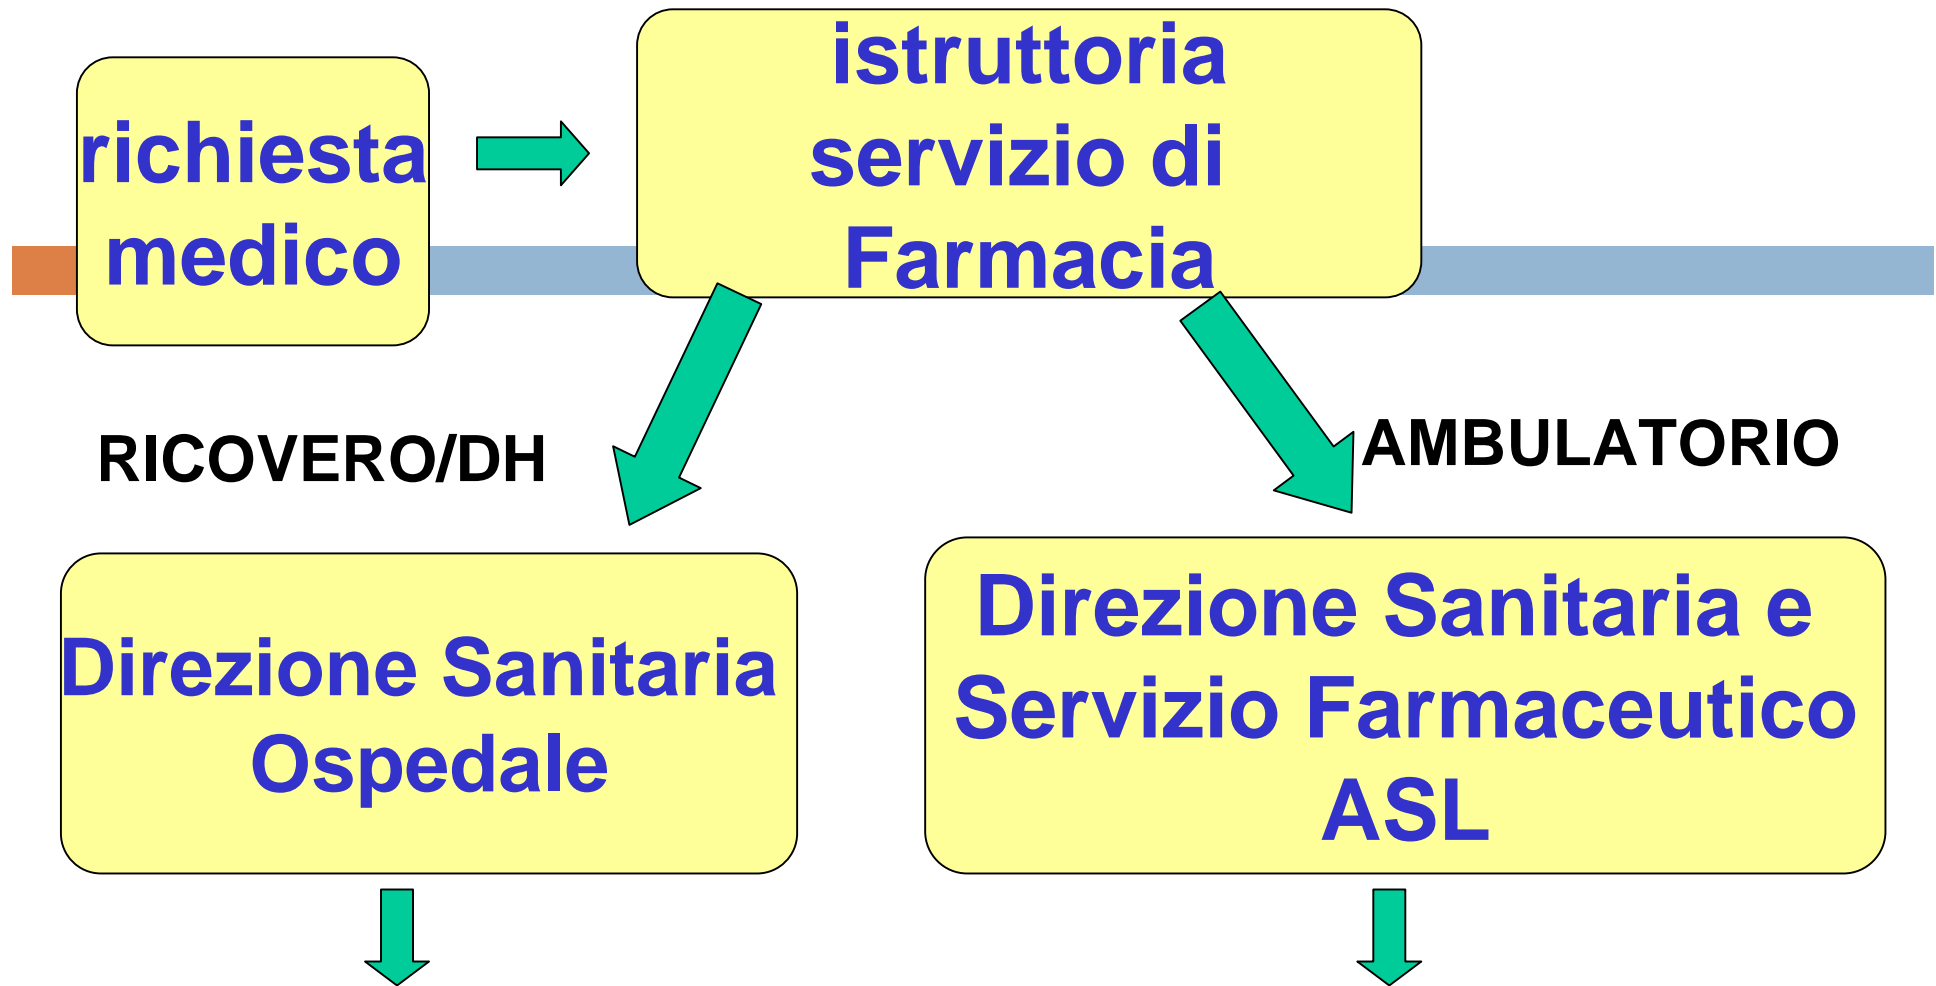 richiesta
medico
istruttoria
servizio di
Farmacia
RICOVERO/DH
AMBULATORIO
Direzione Sanitaria
Ospedale
Direzione Sanitaria e
Servizio Farmaceutico
ASL